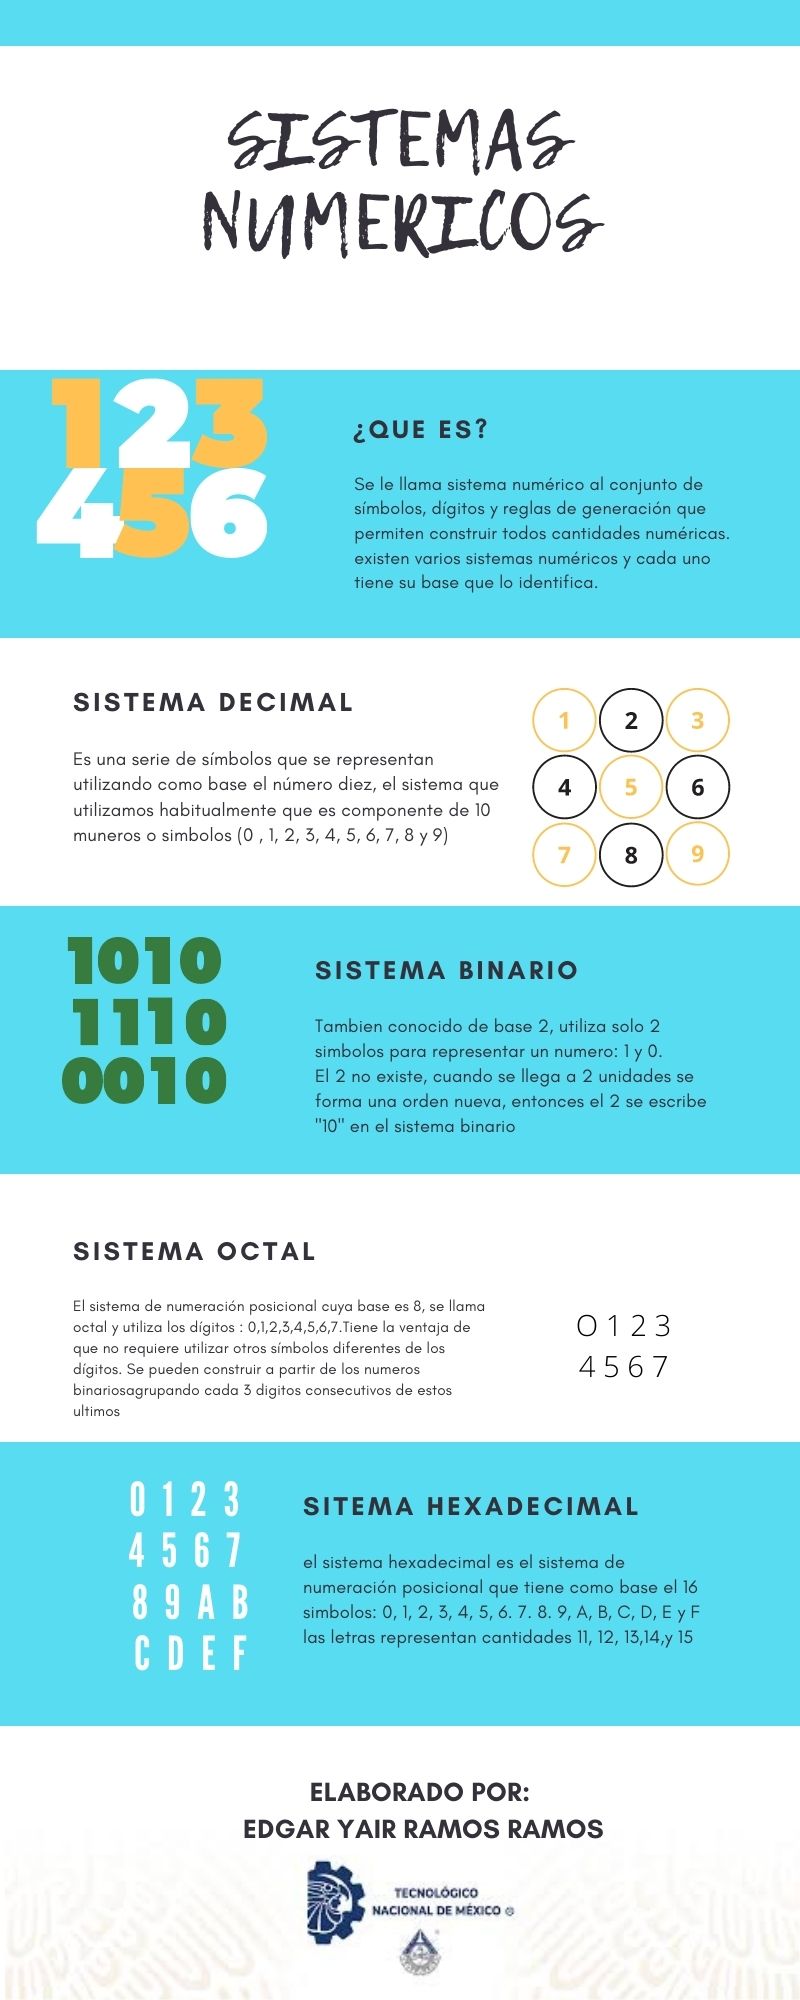 SISTEMAS
NUMERICOS
123
456
¿QUE ES?
Se le llama sistema numérico al conjunto de
símbolos, dígitos y reglas de generación que
permiten construir todos cantidades numéricas.
existen varios sistemas numéricos y cada uno
tiene su base que lo identifica.
SISTEMA DECIMAL
Es una serie de símbolos que se representan
utilizando como base el número diez, el sistema que
utilizamos habitualmente que es componente de 10
muneros o simbolos (0 , 1, 2, 3, 4, 5, 6, 7, 8 y 9)
1 2 3
4 5 6
7 8 9
1010
1110
0010
SISTEMA BINARIO
Tambien conocido de base 2, utiliza solo 2
simbolos para representar un numero: 1 y 0.
El 2 no existe, cuando se llega a 2 unidades se
forma una orden nueva, entonces el 2 se escribe
"10" en el sistema binario
SISTEMA OCTAL
El sistema de numeración posicional cuya base es 8, se llama
octal y utiliza los dígitos : 0,1,2,3,4,5,6,7.Tiene la ventaja de
que no requiere utilizar otros símbolos diferentes de los
dígitos. Se pueden construir a partir de los numeros
binariosagrupando cada 3 digitos consecutivos de estos
ultimos
O 1 2 3
4 5 6 7
0 1 2 3
4 5 6 7
8 9 A B
C D E F
SITEMA HEXADECIMAL
el sistema hexadecimal es el sistema de
numeración posicional que tiene como base el 16
simbolos: 0, 1, 2, 3, 4, 5, 6. 7. 8. 9, A, B, C, D, E y F
las letras representan cantidades 11, 12, 13,14,y 15
ELABORADO POR:
EDGAR YAIR RAMOS RAMOS
TECNOLÓGICO
NACIONAL DE MÉXICO ®